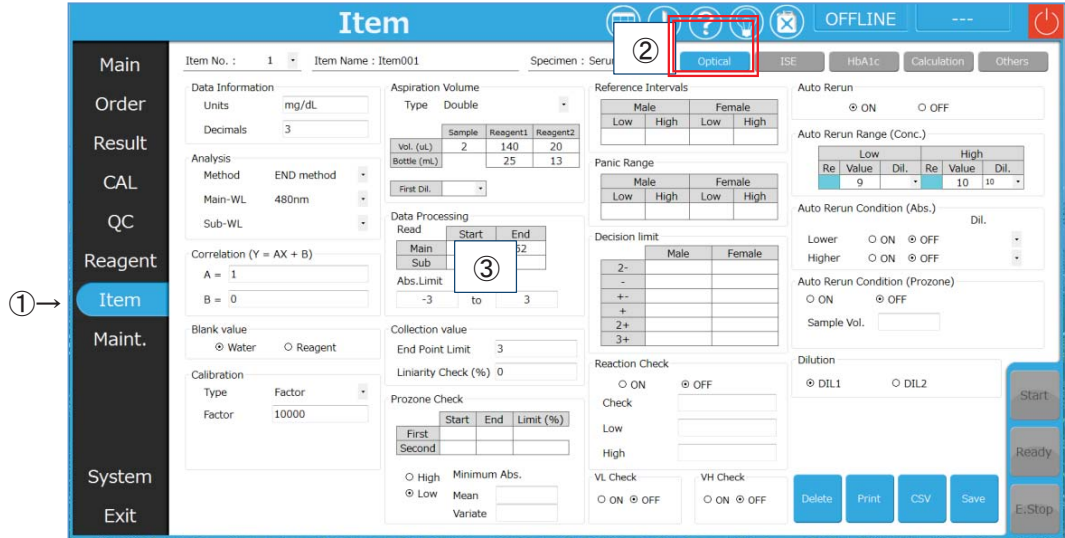 Item
OFFLINE
---
Main
Order
Result
CAL
QC
Reagent
①→
Item
Maint.
System
Exit
Item No. : 1
Item Name : Item001
Specimen : Seru
②
Optical
ISE
HbA1c
Calculation
Others
Data Information
Units mg/dL
Decimals 3
Analysis
Method END method
Main-WL 480nm
Sub-WL
Correlation (Y = AX + B)
A = 1
B = 0
Blank value
Water Reagent
Calibration
Type Factor
Factor 10000
Aspiration Volume
Type Double
Sample Reagent1 Reagent2
Vol. (uL) 2 140 20
Bottle (mL) 25 13
First Dil.
Data Processing
Read Start End
Main 52
Sub
③
Abs.Limit
-3 to 3
Collection value
End Point Limit 3
Liniarity Check (%) 0
Prozone Check
Start End Limit (%)
First
Second
High Minimum Abs.
Low Mean
Variate
Reference Intervals
Male Female
Low High Low High
Panic Range
Male Female
Low High Low High
Decision limit
Male Female
2-
-
+-
+
2+
3+
Reaction Check
ON OFF
Check
Low
High
VL Check
ON OFF
VH Check
ON OFF
Auto Rerun
ON OFF
Auto Rerun Range (Conc.)
Low High
Re Value Dil. Re Value Dil.
9 10 10
Auto Rerun Condition (Abs.)
Dil.
Lower ON OFF
Higher ON OFF
Auto Rerun Condition (Prozone)
ON OFF
Sample Vol.
Dilution
DIL1 DIL2
Delete
Print
CSV
Save
Start
Ready
E.Stop